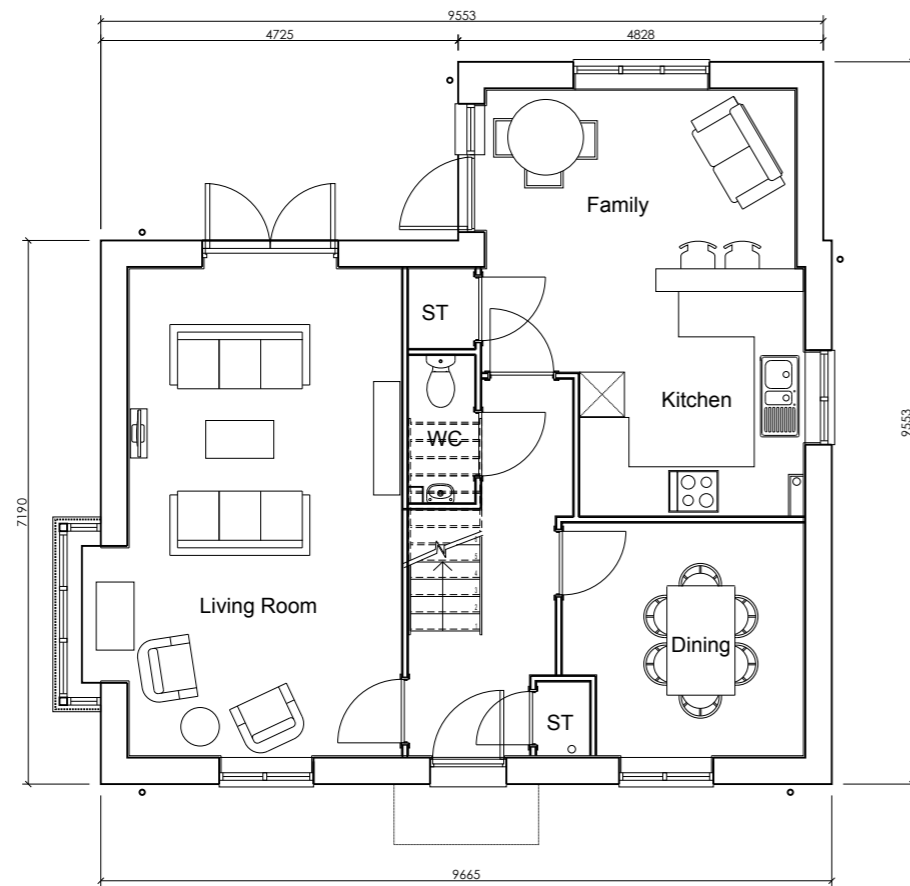 9553
4725
4828
Family
ST
Kitchen
WC
7190
9553
Living Room
Dining
ST
9665